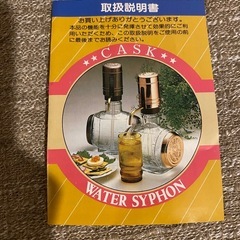 取扱説明書
お買い上げありがとうございます。
本品の機能を十分に発揮させて効果的にご利
用いただくため、この取扱説明をご使用の前
に最後までお読みください。
★★CASK★★
WATER SYPHON